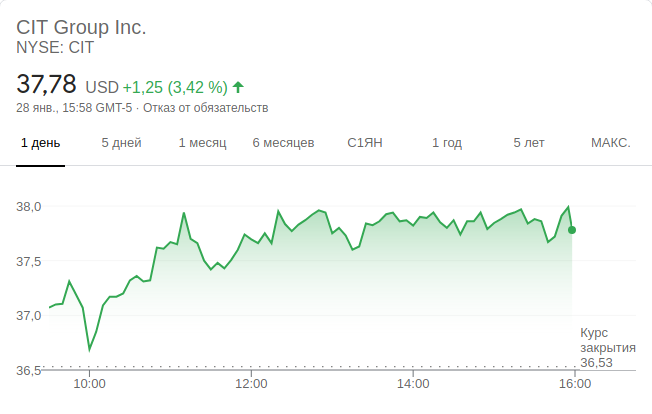 CIT Group Inc.
NYSE: CIT
37,78 USD +1,25 (3,42 %)
28 янв., 15:58 GMT-5 · Отказ от обязательств
1 день 5 дней 1 месяц 6 месяцев С1ЯН 1 год 5 лет МАКС.
38,0
37,5
37,0
36,5
Курс
закрытия
36,53
10:00 12:00 14:00 16:00